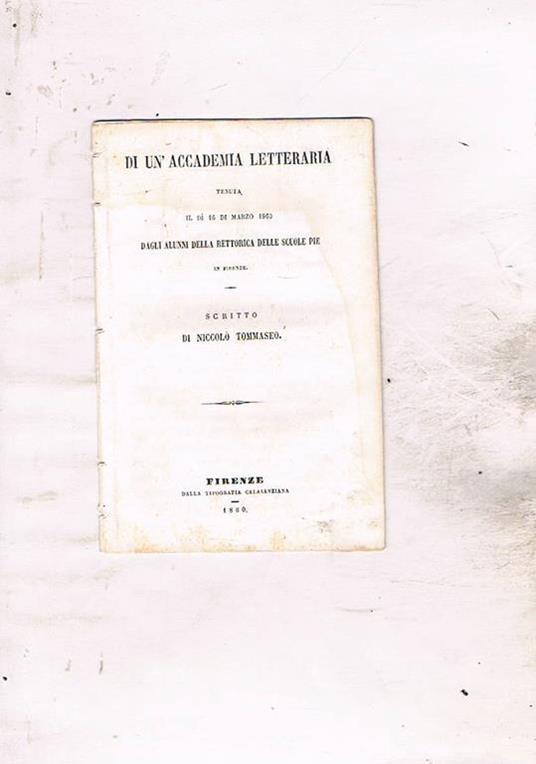 DI UN' ACCADEMIA LETTERARIA
TENUTA
IL DÌ 16 DI MARZO 1860
DAGLI ALUNNI DELLA RETTORICA DELLE SCUOLE PIE
IN FIRENZE.
SCRITTO
DI NICCOLÒ TOMMASEO.
FIRENZE
DALLA TIPOGRAFIA CALASANZIANA
1860.